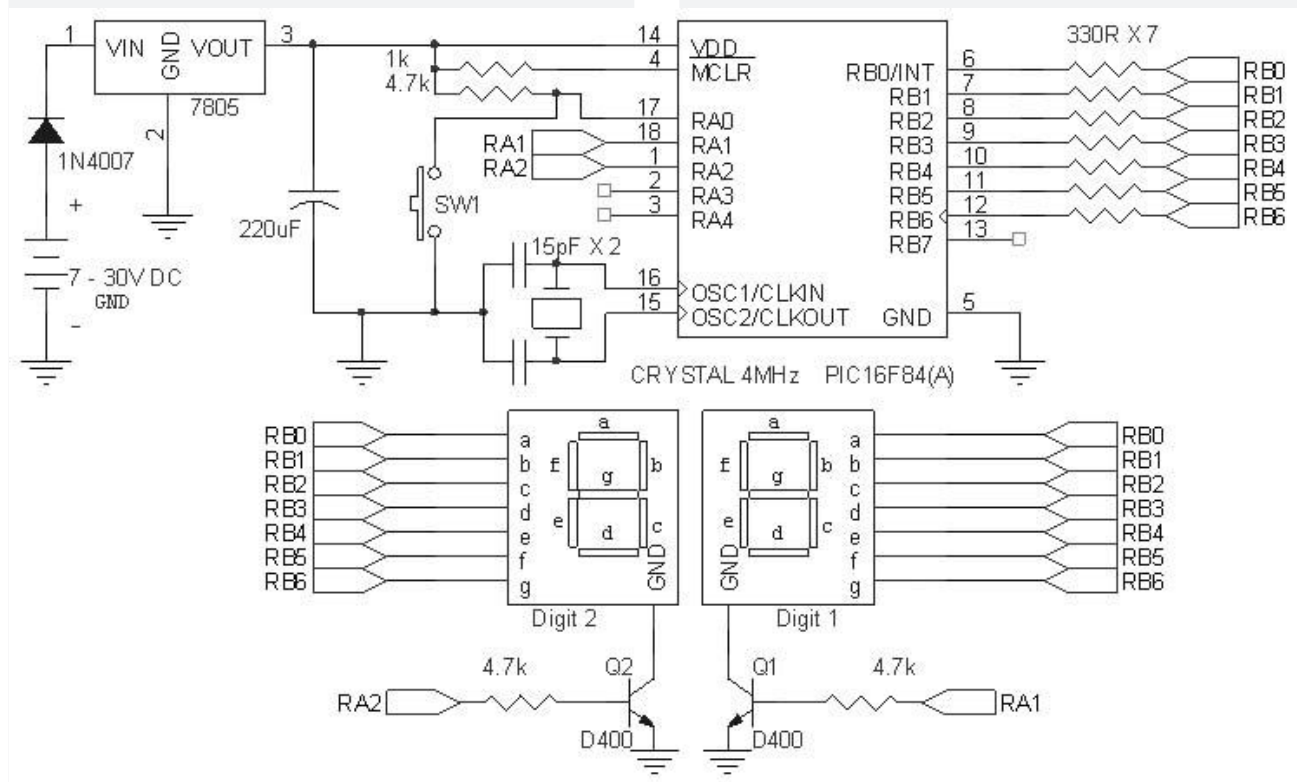 1
VIN
GND
VOUT
3
7805
2
1N4007
+
7 - 30V DC
GND
-
220uF
1k
4.7k
SW1
15pF X 2
RA1
RA2
14
4
17
18
1
2
3
16
15
VDD
MCLR
RA0
RA1
RA2
RA3
RA4
OSC1/CLKIN
OSC2/CLKOUT
RB0/INT
RB1
RB2
RB3
RB4
RB5
RB6
RB7
GND
6
7
8
9
10
11
12
13
5
330R X 7
RB0
RB1
RB2
RB3
RB4
RB5
RB6
CRYSTAL 4MHz
PIC16F84(A)
RB0
RB1
RB2
RB3
RB4
RB5
RB6
a
b
c
d
e
f
g
a
f
b
g
e
c
d
GND
Digit 2
a
f
b
g
e
c
d
GND
a
b
c
d
e
f
g
Digit 1
RB0
RB1
RB2
RB3
RB4
RB5
RB6
RA2
4.7k
Q2
D400
Q1
D400
4.7k
RA1